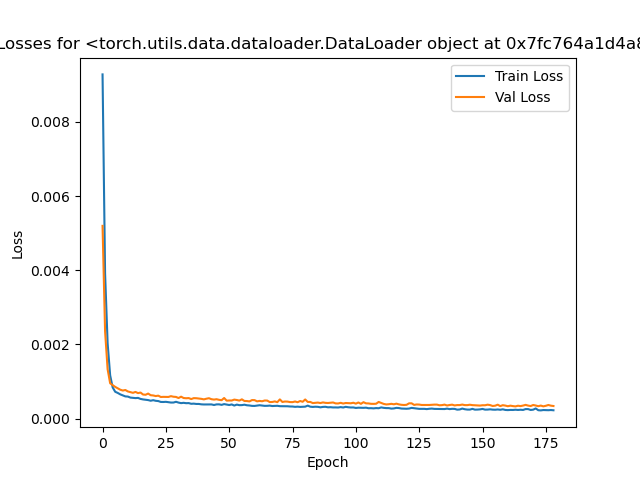 Losses for <torch.utils.data.dataloader.DataLoader object at 0x7fc764a1d4a8
Train Loss
Val Loss
0.008
0.006
0.004
0.002
0.000
Loss
0 25 50 75 100 125 150 175
Epoch